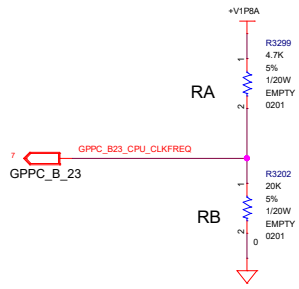 +V1P8A
R3299
4.7K
5%
1/20W
EMPTY
0201
1
2
RA
7
GPPC_B23_CPU_CLKFREQ
GPPC_B_23
R3202
20K
5%
1/20W
EMPTY
0201
1
2
RB
0